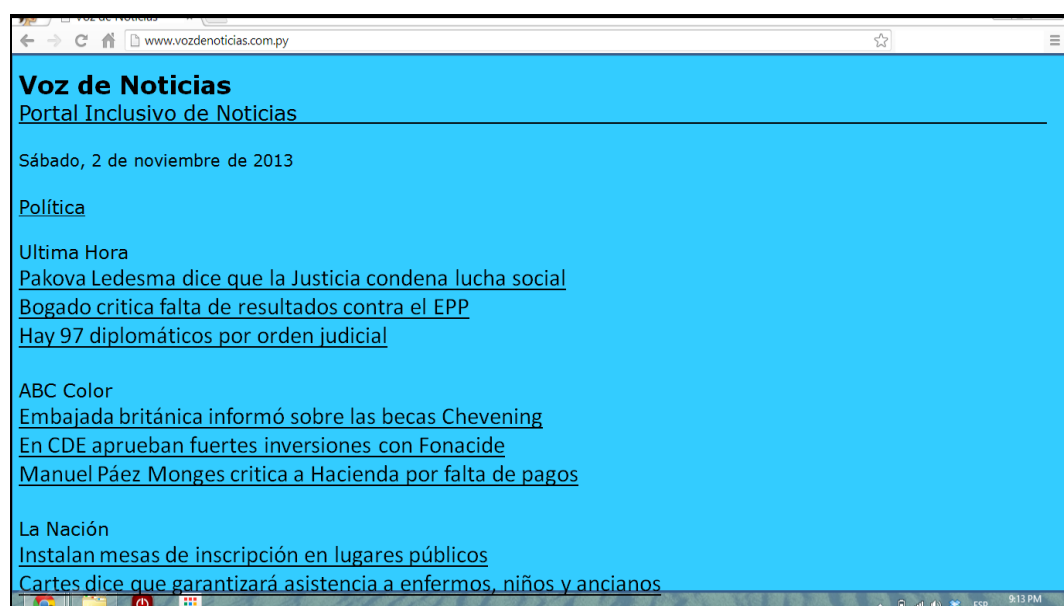 Voz de Noticias
www.vozdenoticias.com.py
Voz de Noticias
Portal Inclusivo de Noticias
Sábado, 2 de noviembre de 2013
Política
Ultima Hora
Pakova Ledesma dice que la Justicia condena lucha social
Bogado critica falta de resultados contra el EPP
Hay 97 diplomáticos por orden judicial
ABC Color
Embajada británica informó sobre las becas Chevening
En CDE aprueban fuertes inversiones con Fonacide
Manuel Páez Monges critica a Hacienda por falta de pagos
La Nación
Instalan mesas de inscripción en lugares públicos
Cartes dice que garantizará asistencia a enfermos, niños y ancianos
ESP 9:13 PM